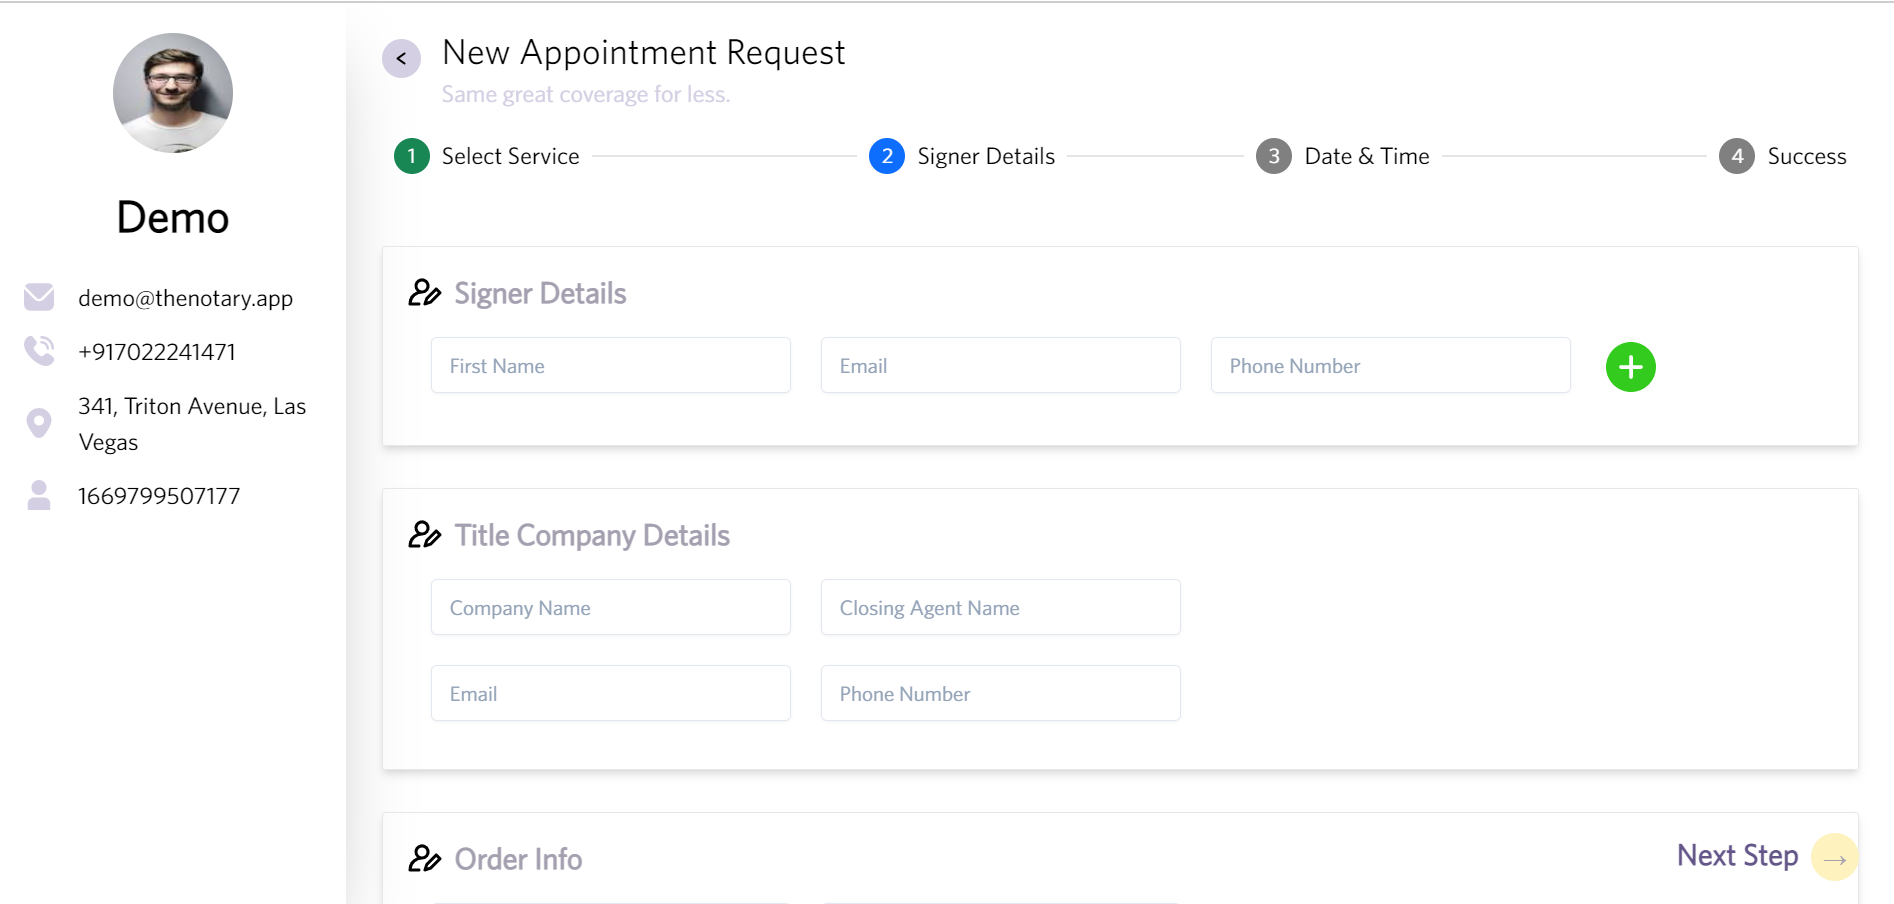 Demo
demo@thenotary.app
+917022241471
341, Triton Avenue, Las
Vegas
1669799507177
<
New Appointment Request
Same great coverage for less.
1 Select Service
2 Signer Details
3 Date & Time
4 Success
Signer Details
First Name
Email
Phone Number
+
Title Company Details
Company Name
Closing Agent Name
Email
Phone Number
Order Info
Next Step →